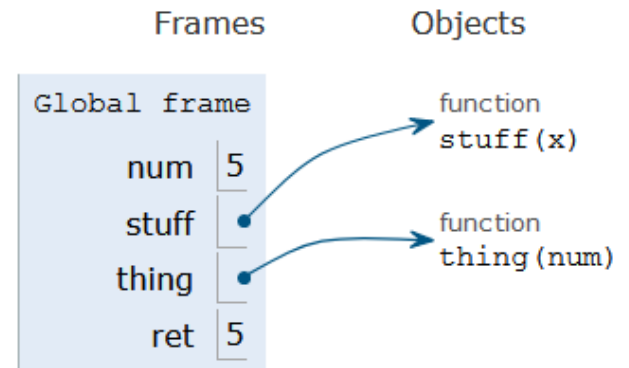 Frames Objects
Global frame
num 5
stuff
thing
ret 5
function
stuff(x)
function
thing(num)